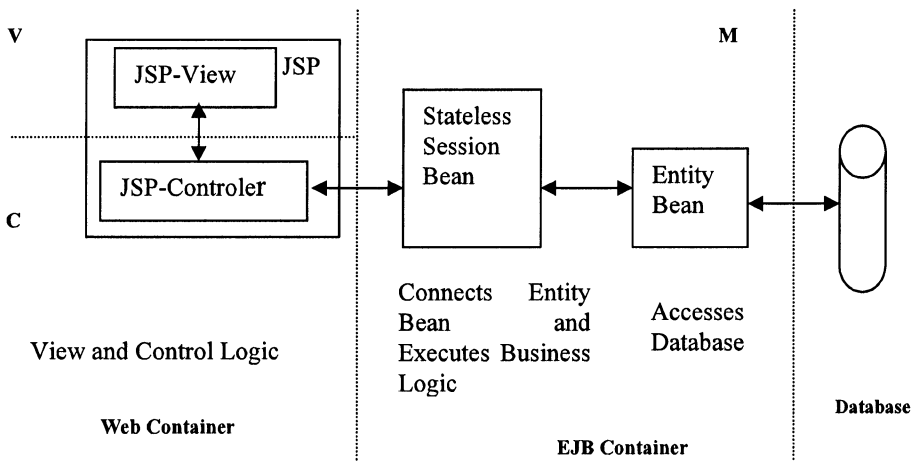 V
M
JSP-View
JSP
Stateless
Session
Bean
JSP-Controler
Entity
Bean
C
Connects Entity
Bean and
Executes Business
Logic
Accesses
Database
View and Control Logic
Database
Web Container
EJB Container